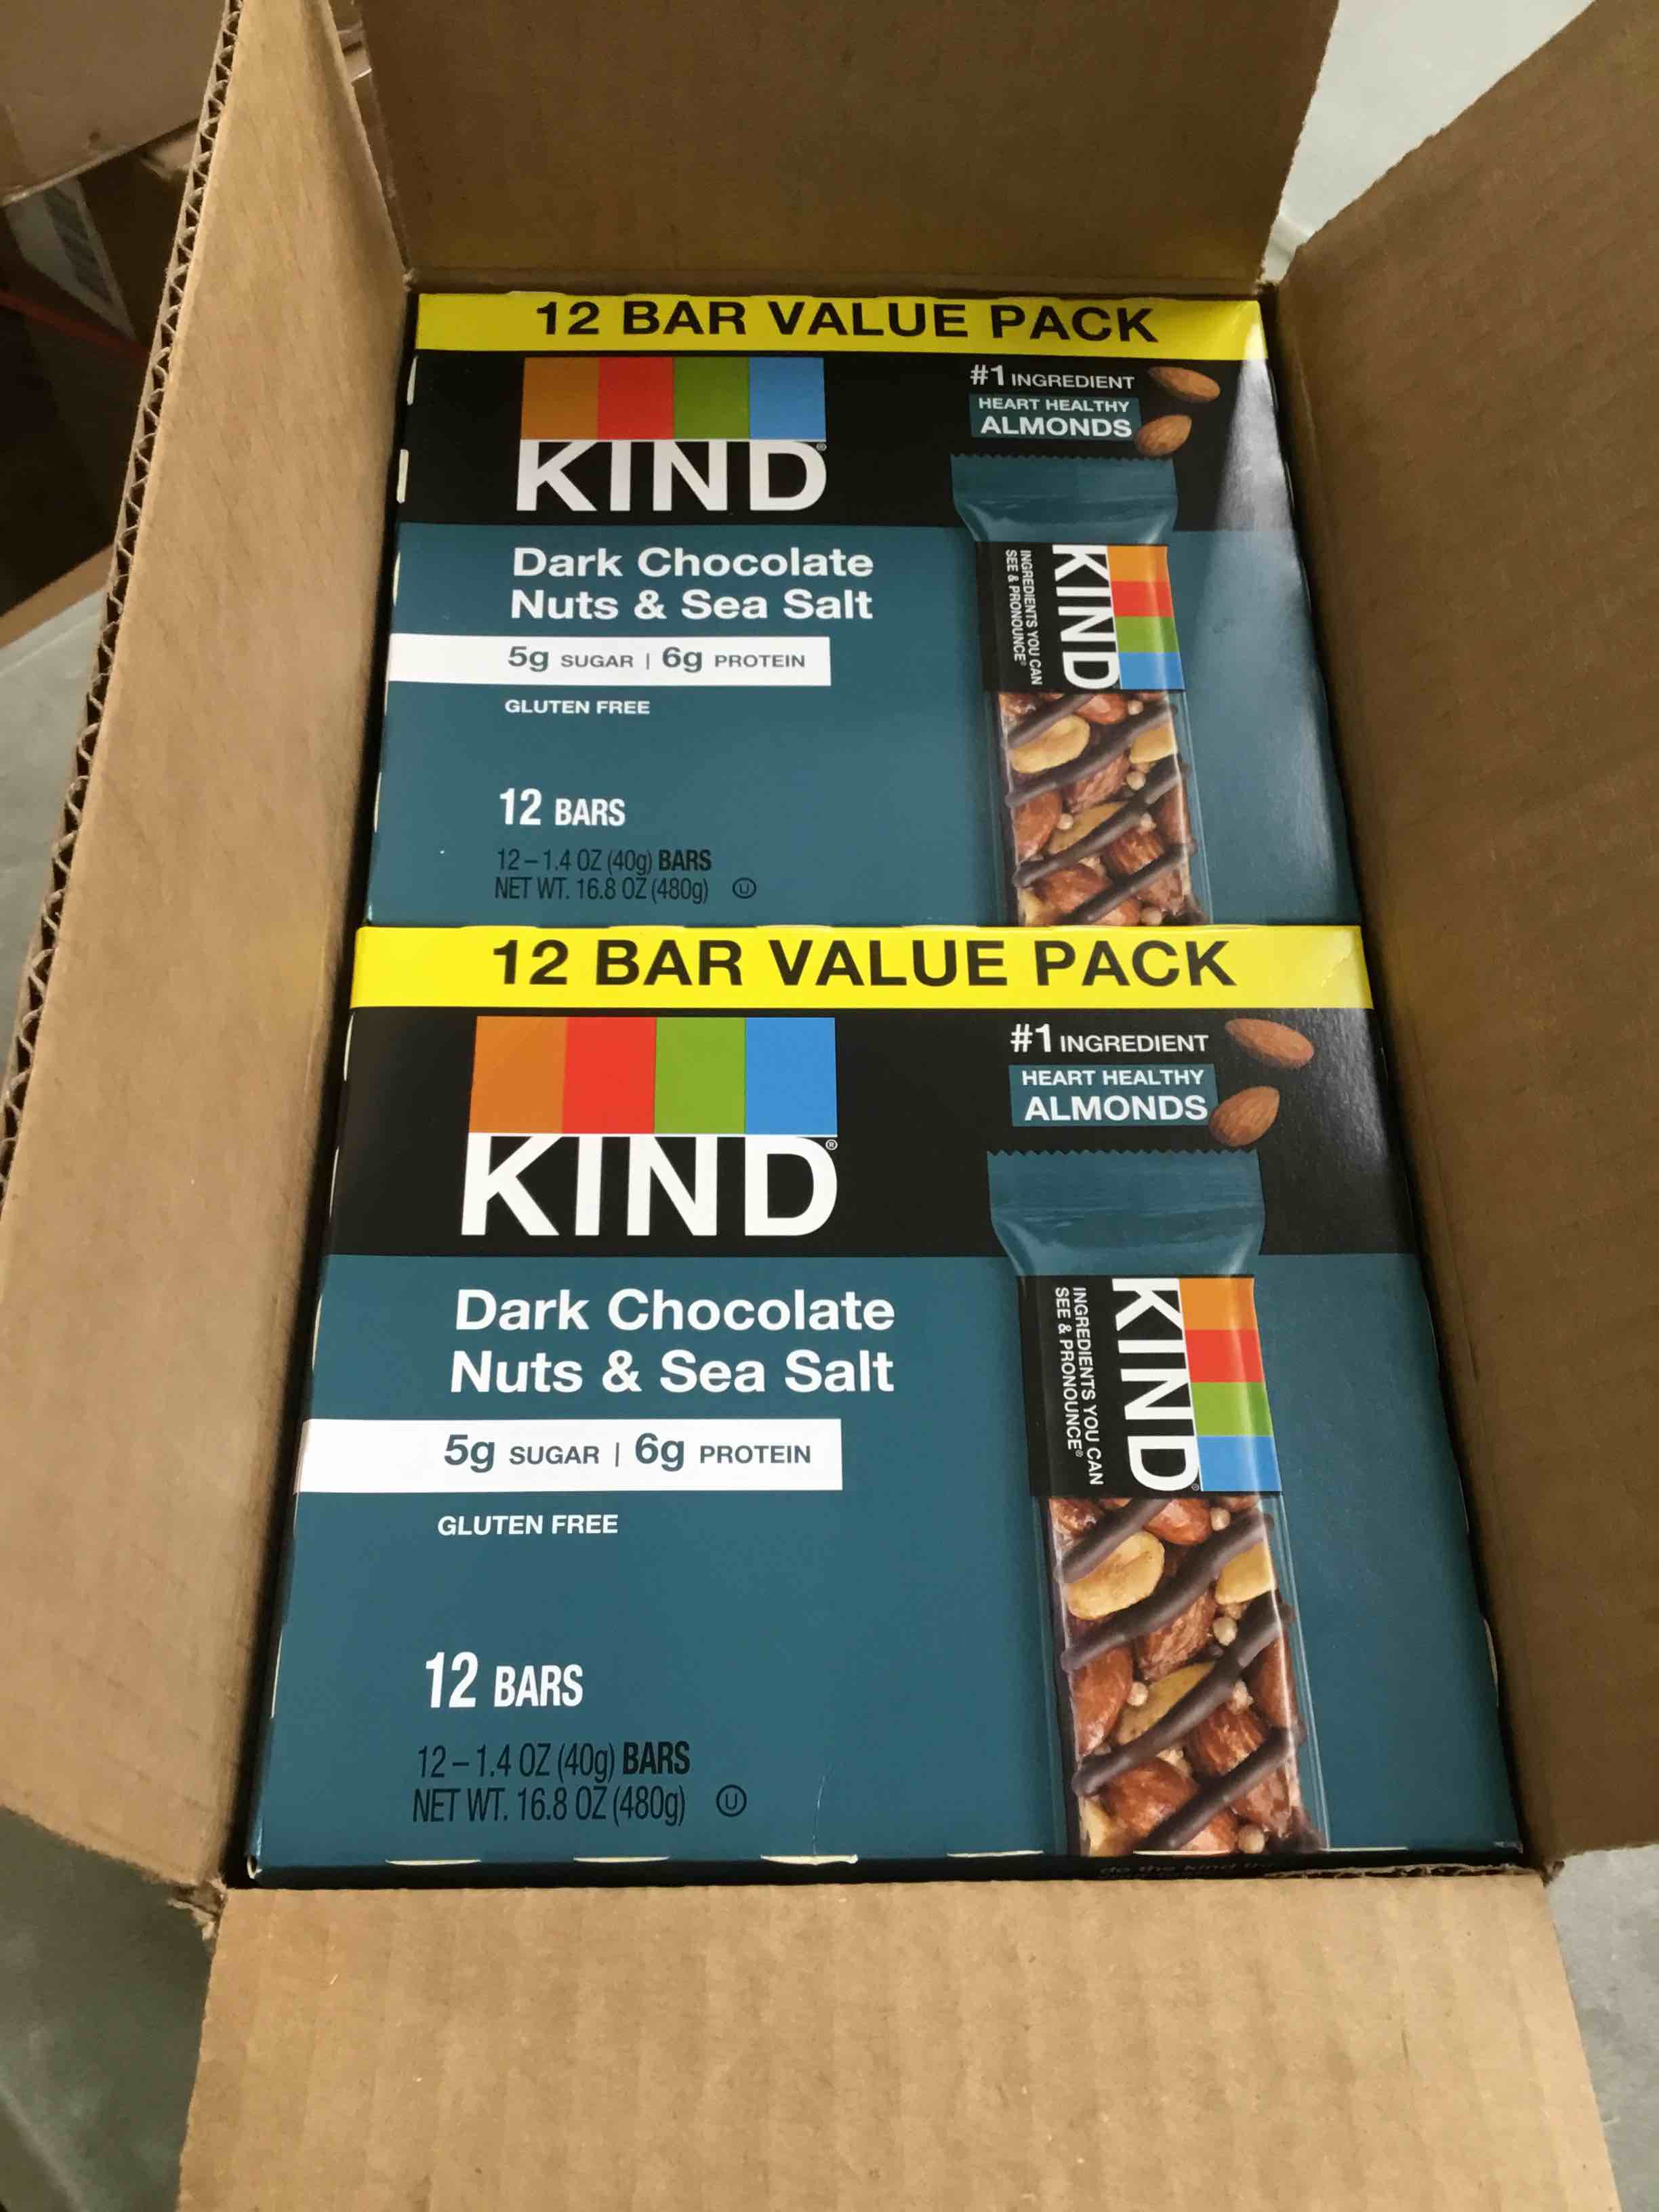 12 BAR VALUE PACK
#1 INGREDIENT
HEART HEALTHY
ALMONDS
KIND®
Dark Chocolate
Nuts & Sea Salt
5g SUGAR | 6g PROTEIN
GLUTEN FREE
12 BARS
12 – 1.4 OZ (40g) BARS
NET WT. 16.8 OZ (480g) U
KIND
INGREDIENTS YOU CAN
SEE & PRONOUNCE®
12 BAR VALUE PACK
#1 INGREDIENT
HEART HEALTHY
ALMONDS
KIND®
Dark Chocolate
Nuts & Sea Salt
5g SUGAR | 6g PROTEIN
GLUTEN FREE
12 BARS
12 – 1.4 OZ (40g) BARS
NET WT. 16.8 OZ (480g) U
KIND®
INGREDIENTS YOU CAN
SEE & PRONOUNCE®
do the kind